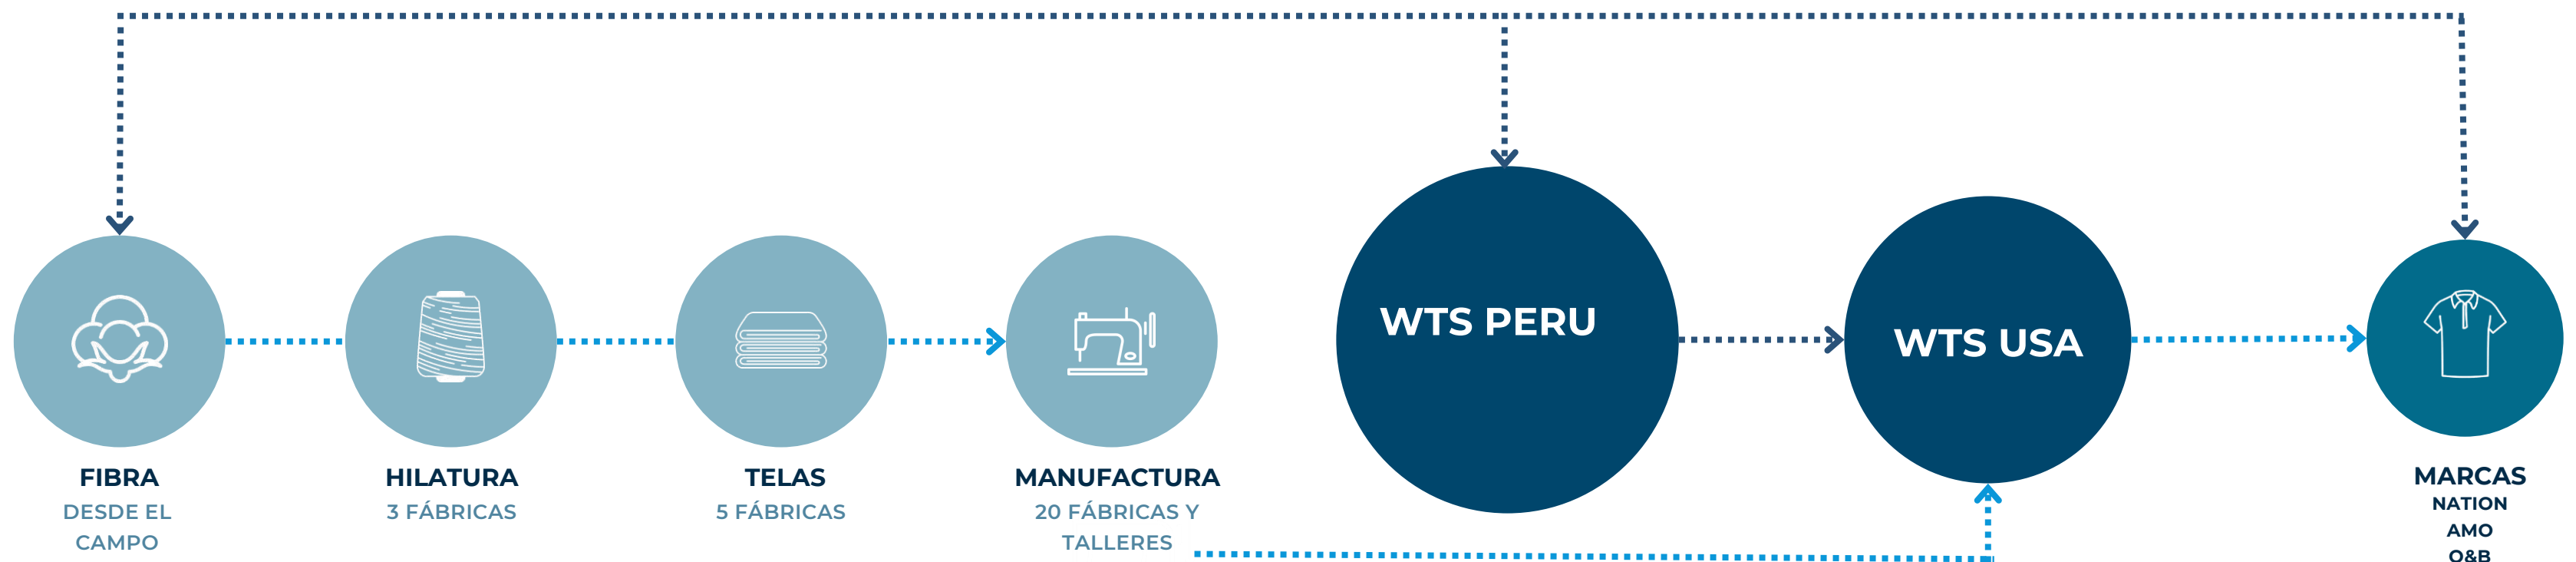 WTS PERU
WTS USA
FIBRA
DESDE EL
CAMPO
HILATURA
3 FÁBRICAS
TELAS
5 FÁBRICAS
MANUFACTURA
20 FÁBRICAS Y
TALLERES
MARCAS
NATION
AMO
O&B